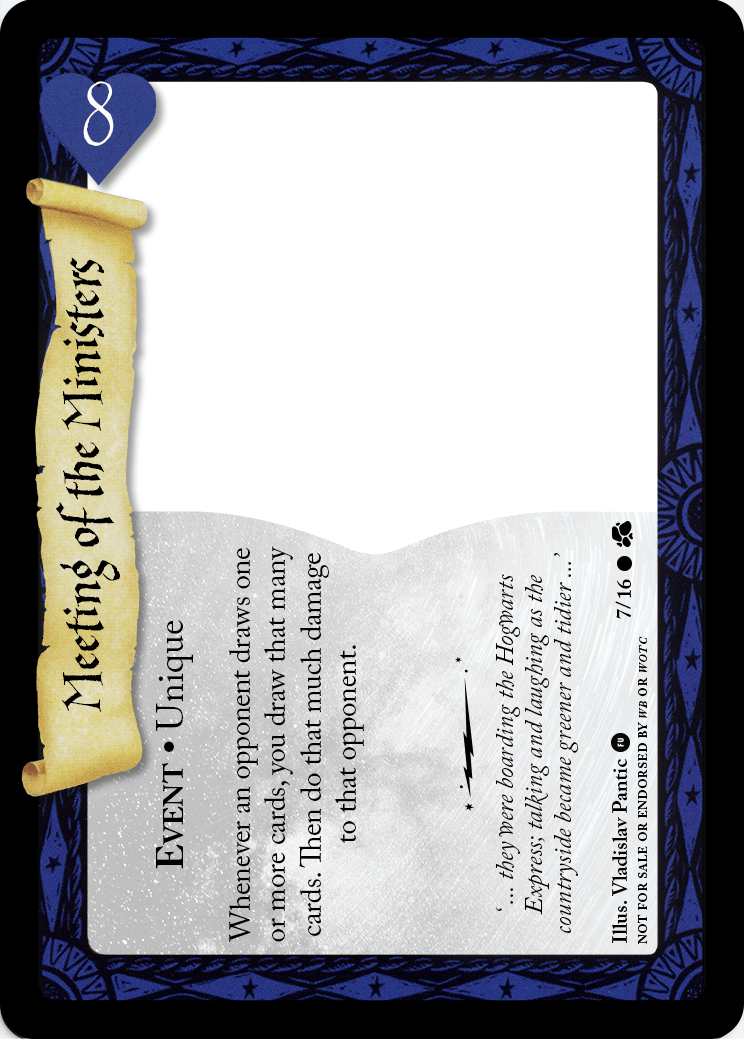 8
Meeting of the Ministers
EVENT • Unique
Whenever an opponent draws one
or more cards, you draw that many
cards. Then do that much damage
to that opponent.
‘... they were boarding the Hogwarts
Express; talking and laughing as the
countryside became greener and tidier ...’
Illus. Vladislav Pantic FU 7/16
NOT FOR SALE OR ENDORSED BY WB OR WOTC